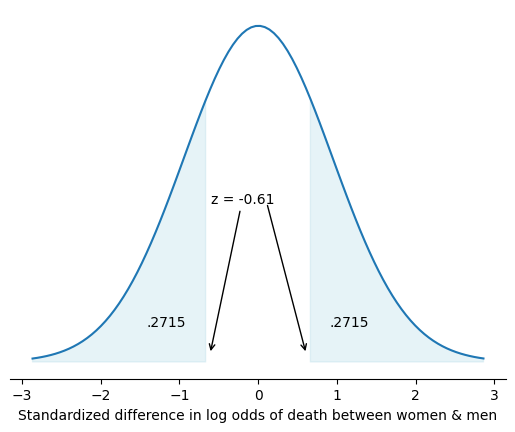 z = -0.61
.2715
.2715
−3 −2 −1 0 1 2 3
Standardized difference in log odds of death between women & men